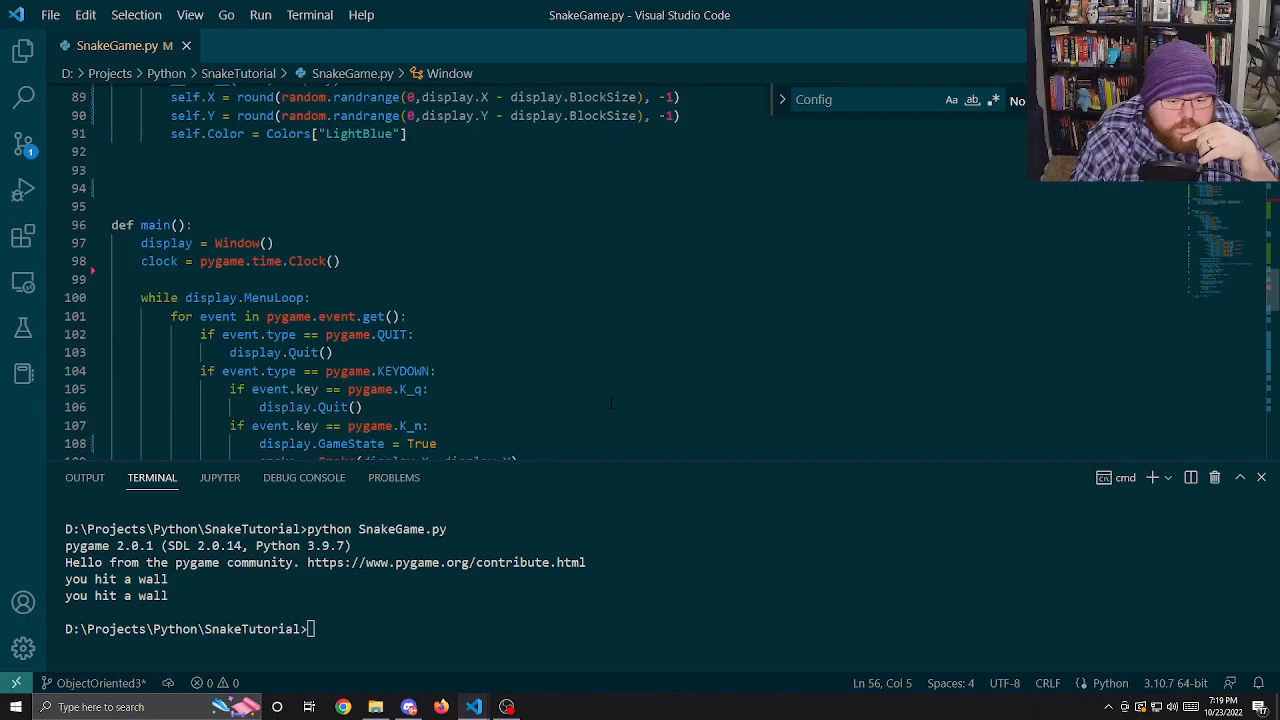 File Edit Selection View Go Run Terminal Help SnakeGame.py - Visual Studio Code
SnakeGame.py M
D: > Projects > Python > SnakeTutorial > SnakeGame.py > Window
Config Aa ab, .* No
89 self.X = round(random.randrange(0,display.X - display.BlockSize), -1)
90 self.Y = round(random.randrange(0,display.Y - display.BlockSize), -1)
91 self.Color = Colors["LightBlue"]
92
93
94
95
96 def main():
97 display = Window()
98 clock = pygame.time.Clock()
99
100 while display.MenuLoop:
101 for event in pygame.event.get():
102 if event.type == pygame.QUIT:
103 display.Quit()
104 if event.type == pygame.KEYDOWN:
105 if event.key == pygame.K_q:
106 display.Quit()
107 if event.key == pygame.K_n:
108 display.GameState = True
OUTPUT TERMINAL JUPYTER DEBUG CONSOLE PROBLEMS cmd
D:\Projects\Python\SnakeTutorial>python SnakeGame.py
pygame 2.0.1 (SDL 2.0.14, Python 3.9.7)
Hello from the pygame community. https://www.pygame.org/contribute.html
you hit a wall
you hit a wall
D:\Projects\Python\SnakeTutorial>
ObjectOriented3* 0 0 Ln 56, Col 5 Spaces: 4 UTF-8 CRLF Python 3.10.7 64-bit
Type here to search 7:19 PM
10/23/2022